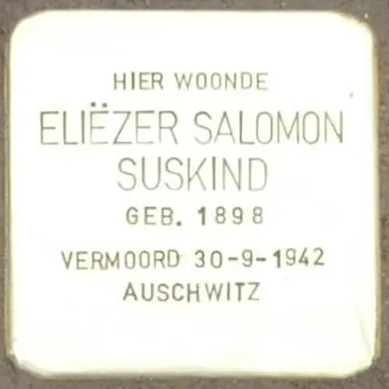 HIER WOONDE
ELIËZER SALOMON
SUSKIND
GEB. 1898
VERMOORD 30-9-1942
AUSCHWITZ